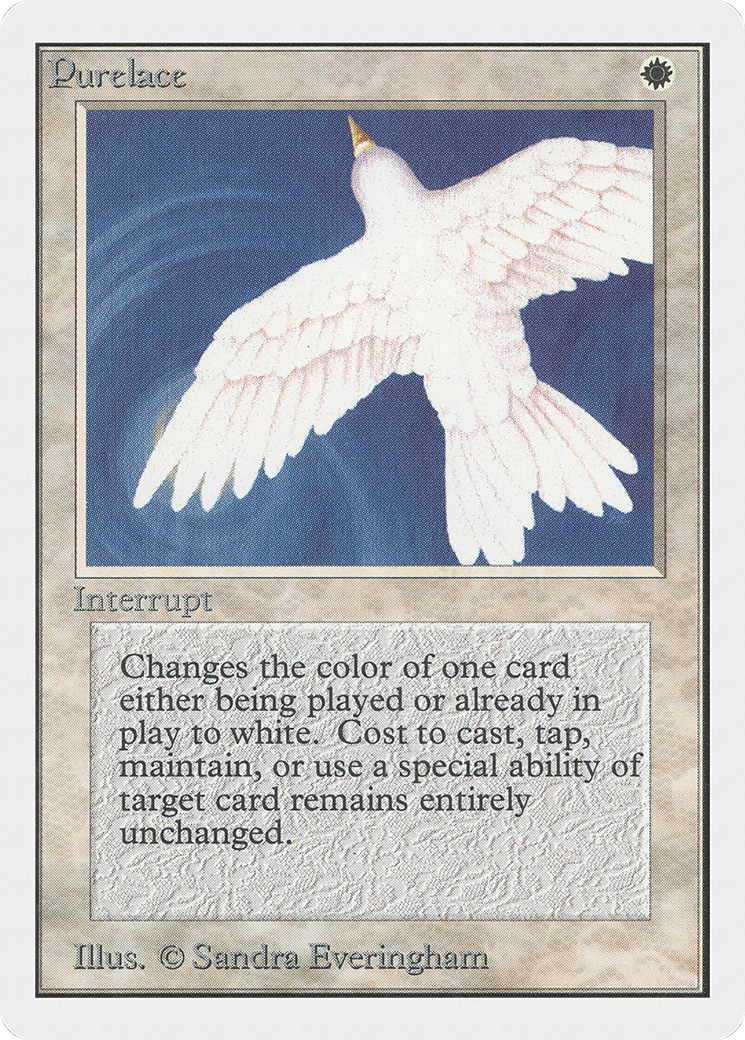 Purelace
Interrupt
Changes the color of one card
either being played or already in
play to white. Cost to cast, tap,
maintain, or use a special ability of
target card remains entirely
unchanged.
Illus. © Sandra Everingham